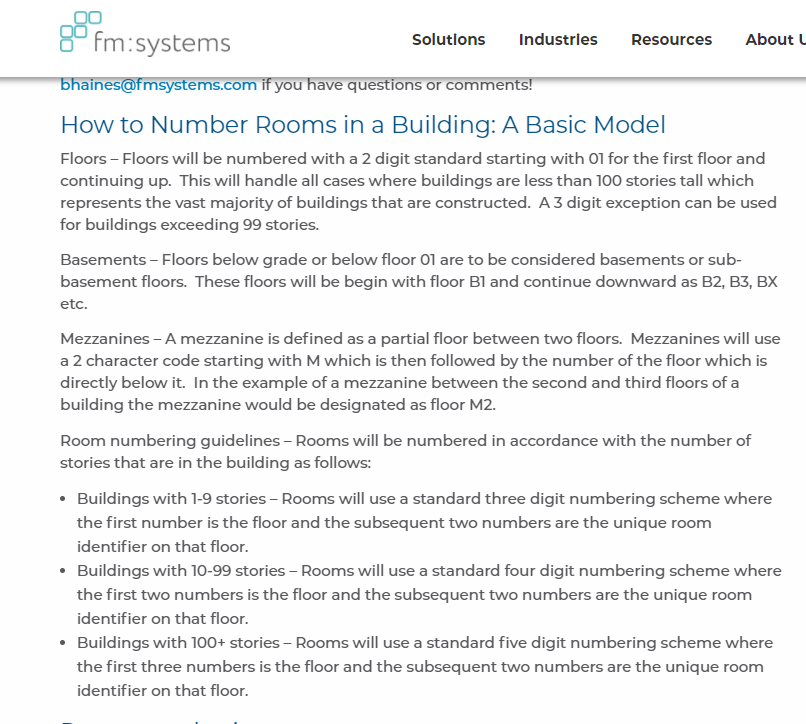 fm:systems
Solutions Industries Resources About U
bhaines@fmsystems.com if you have questions or comments!
How to Number Rooms in a Building: A Basic Model
Floors – Floors will be numbered with a 2 digit standard starting with 01 for the first floor and
continuing up. This will handle all cases where buildings are less than 100 stories tall which
represents the vast majority of buildings that are constructed. A 3 digit exception can be used
for buildings exceeding 99 stories.
Basements – Floors below grade or below floor 01 are to be considered basements or sub-
basement floors. These floors will be begin with floor B1 and continue downward as B2, B3, BX
etc.
Mezzanines – A mezzanine is defined as a partial floor between two floors. Mezzanines will use
a 2 character code starting with M which is then followed by the number of the floor which is
directly below it. In the example of a mezzanine between the second and third floors of a
building the mezzanine would be designated as floor M2.
Room numbering guidelines – Rooms will be numbered in accordance with the number of
stories that are in the building as follows:
• Buildings with 1-9 stories – Rooms will use a standard three digit numbering scheme where
the first number is the floor and the subsequent two numbers are the unique room
identifier on that floor.
• Buildings with 10-99 stories – Rooms will use a standard four digit numbering scheme where
the first two numbers is the floor and the subsequent two numbers are the unique room
identifier on that floor.
• Buildings with 100+ stories – Rooms will use a standard five digit numbering scheme where
the first three numbers is the floor and the subsequent two numbers are the unique room
identifier on that floor.